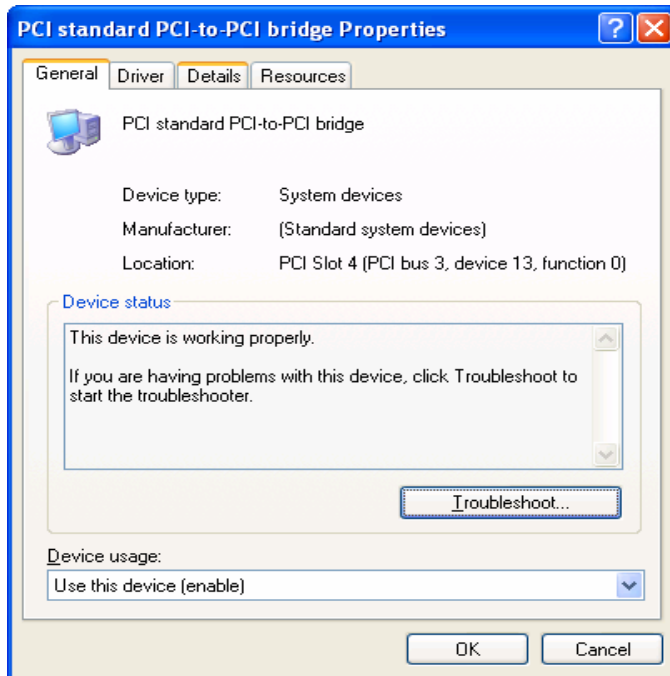 PCI standard PCI-to-PCI bridge Properties
General Driver Details Resources
PCI standard PCI-to-PCI bridge
Device type: System devices
Manufacturer: (Standard system devices)
Location: PCI Slot 4 (PCI bus 3, device 13, function 0)
Device status
This device is working properly.
If you are having problems with this device, click Troubleshoot to
start the troubleshooter.
Troubleshoot...
Device usage:
Use this device (enable)
OK Cancel